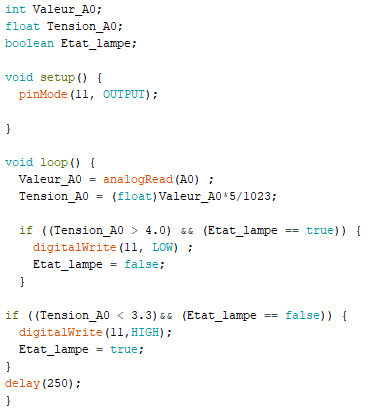 int Valeur_A0;
float Tension_A0;
boolean Etat_lampe;
void setup() {
pinMode(11, OUTPUT);
}
void loop() {
Valeur_A0 = analogRead(A0) ;
Tension_A0 = (float)Valeur_A0*5/1023;
if ((Tension_A0 > 4.0) && (Etat_lampe == true)) {
digitalWrite(11, LOW) ;
Etat_lampe = false;
}
if ((Tension_A0 < 3.3)&& (Etat_lampe == false)) {
digitalWrite(11,HIGH);
Etat_lampe = true;
}
delay(250);
}